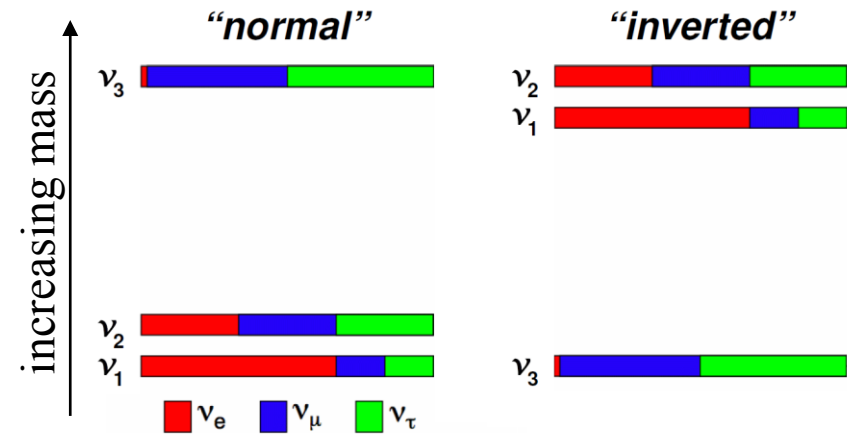 “normal” “inverted”
increasing mass
ν3
ν2
ν1
ν2
ν1
ν3
νe νμ ντ